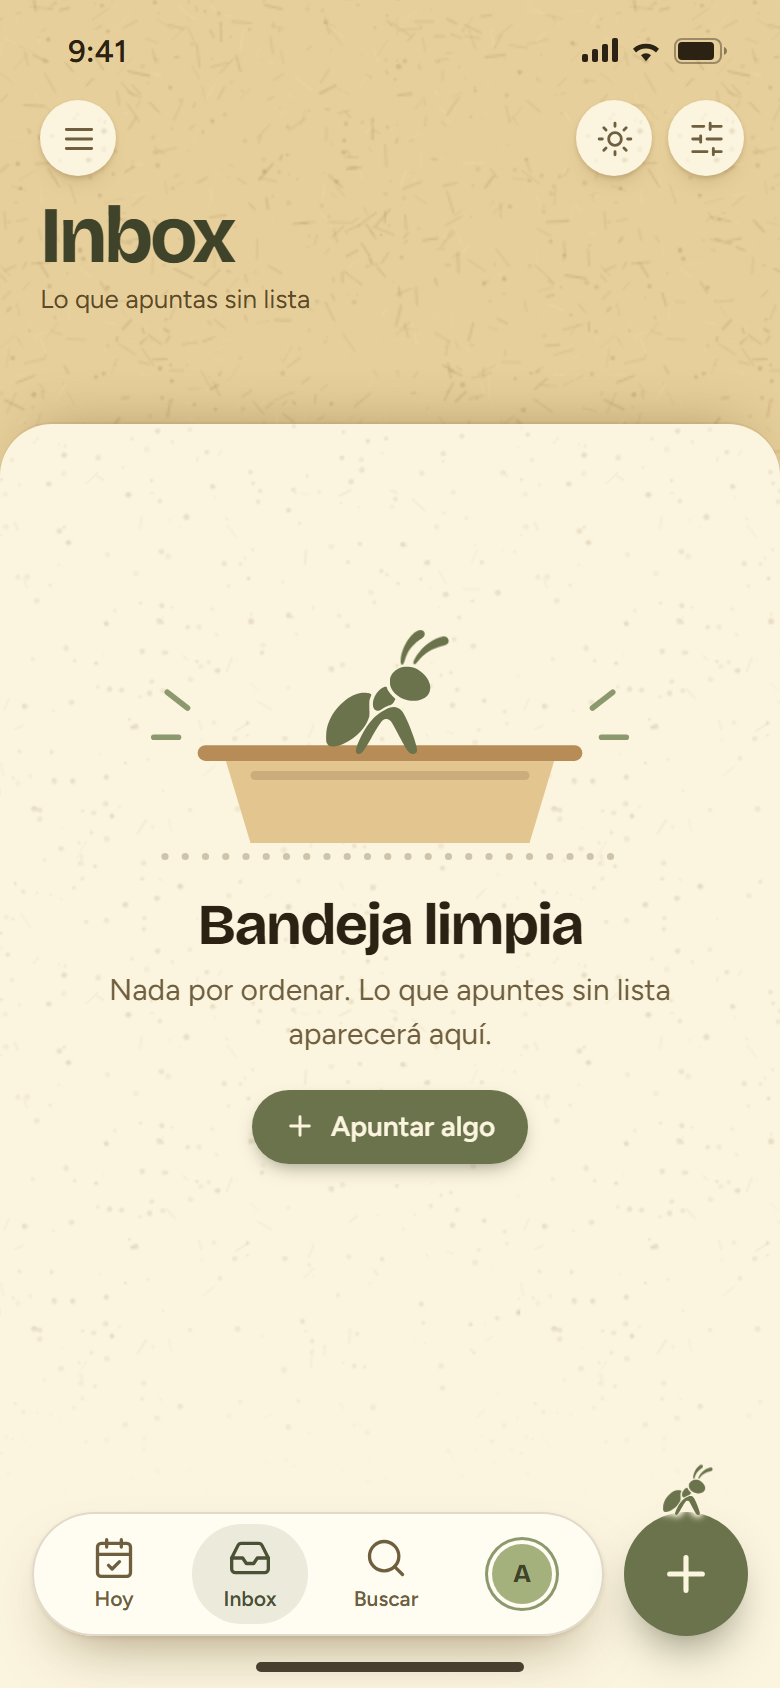 9:41
Inbox
Lo que apuntas sin lista
Bandeja limpia
Nada por ordenar. Lo que apuntes sin lista
aparecerá aquí.
Apuntar algo
Hoy
Inbox
Buscar
A